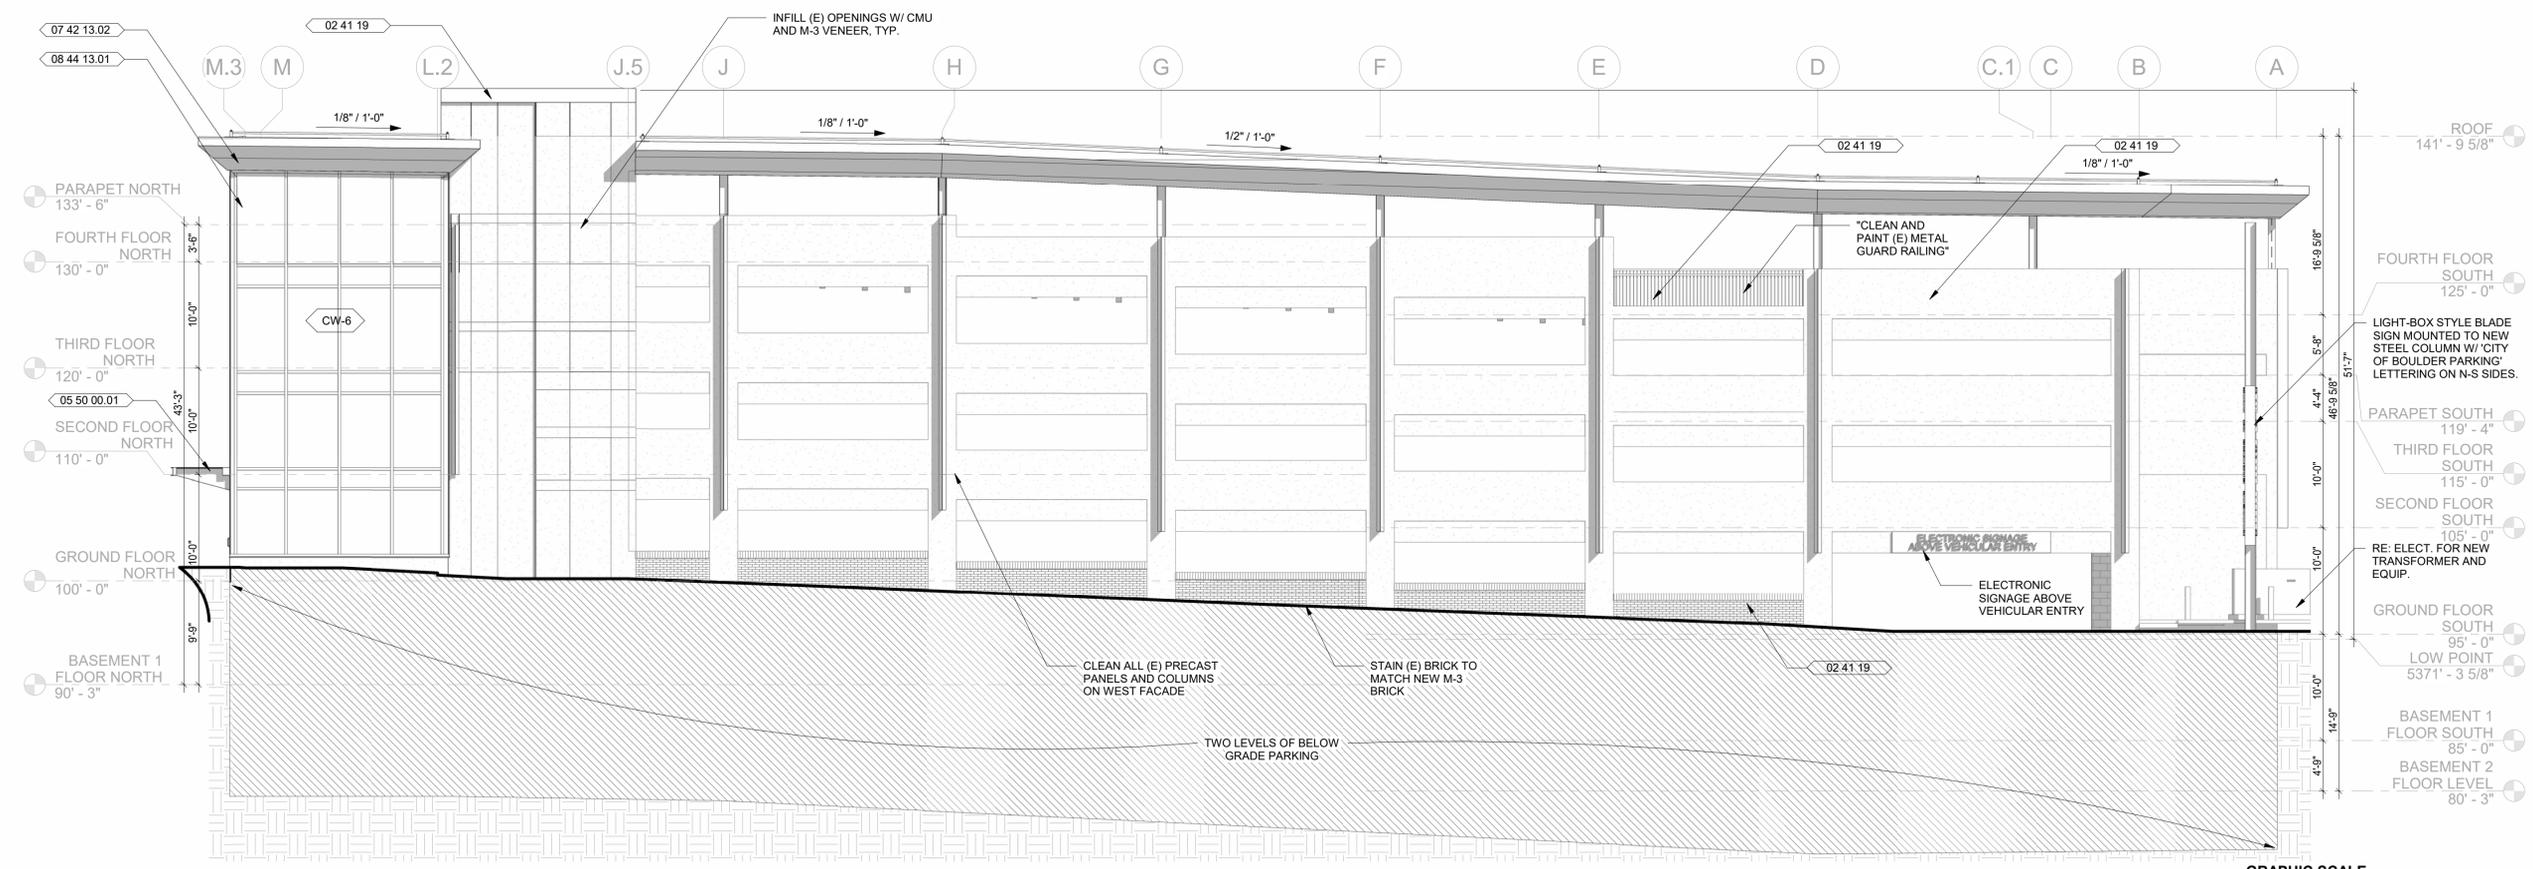 07 42 13.02
08 44 13.01
02 41 19
INFILL (E) OPENINGS W/ CMU
AND M-3 VENEER, TYP.
M.3
M
L.2
J.5
J
H
G
F
E
D
C.1
C
B
A
1/8" / 1'-0"
1/8" / 1'-0"
1/2" / 1'-0"
02 41 19
02 41 19
1/8" / 1'-0"
ROOF
141' - 9 5/8"
PARAPET NORTH
133' - 6"
3'-6"
FOURTH FLOOR
NORTH
130' - 0"
10'-0"
CW-6
THIRD FLOOR
NORTH
120' - 0"
05 50 00.01
43'-3"
10'-0"
SECOND FLOOR
NORTH
110' - 0"
10'-0"
GROUND FLOOR
NORTH
100' - 0"
9'-9"
BASEMENT 1
FLOOR NORTH
90' - 3"
"CLEAN AND
PAINT (E) METAL
GUARD RAILING"
16'-9 5/8"
5'-8"
4'-4"
46'-9 5/8"
51'-7"
10'-0"
10'-0"
10'-0"
14'-9"
4'-9"
FOURTH FLOOR
SOUTH
125' - 0"
LIGHT-BOX STYLE BLADE
SIGN MOUNTED TO NEW
STEEL COLUMN W/ 'CITY
OF BOULDER PARKING'
LETTERING ON N-S SIDES.
PARAPET SOUTH
119' - 4"
THIRD FLOOR
SOUTH
115' - 0"
SECOND FLOOR
SOUTH
105' - 0"
RE: ELECT. FOR NEW
TRANSFORMER AND
EQUIP.
ELECTRONIC SIGNAGE
ABOVE VEHICULAR ENTRY
ELECTRONIC
SIGNAGE ABOVE
VEHICULAR ENTRY
GROUND FLOOR
SOUTH
95' - 0"
LOW POINT
5371' - 3 5/8"
CLEAN ALL (E) PRECAST
PANELS AND COLUMNS
ON WEST FACADE
STAIN (E) BRICK TO
MATCH NEW M-3
BRICK
02 41 19
TWO LEVELS OF BELOW
GRADE PARKING
BASEMENT 1
FLOOR SOUTH
85' - 0"
BASEMENT 2
FLOOR LEVEL
80' - 3"
GRAPHIC SCALE